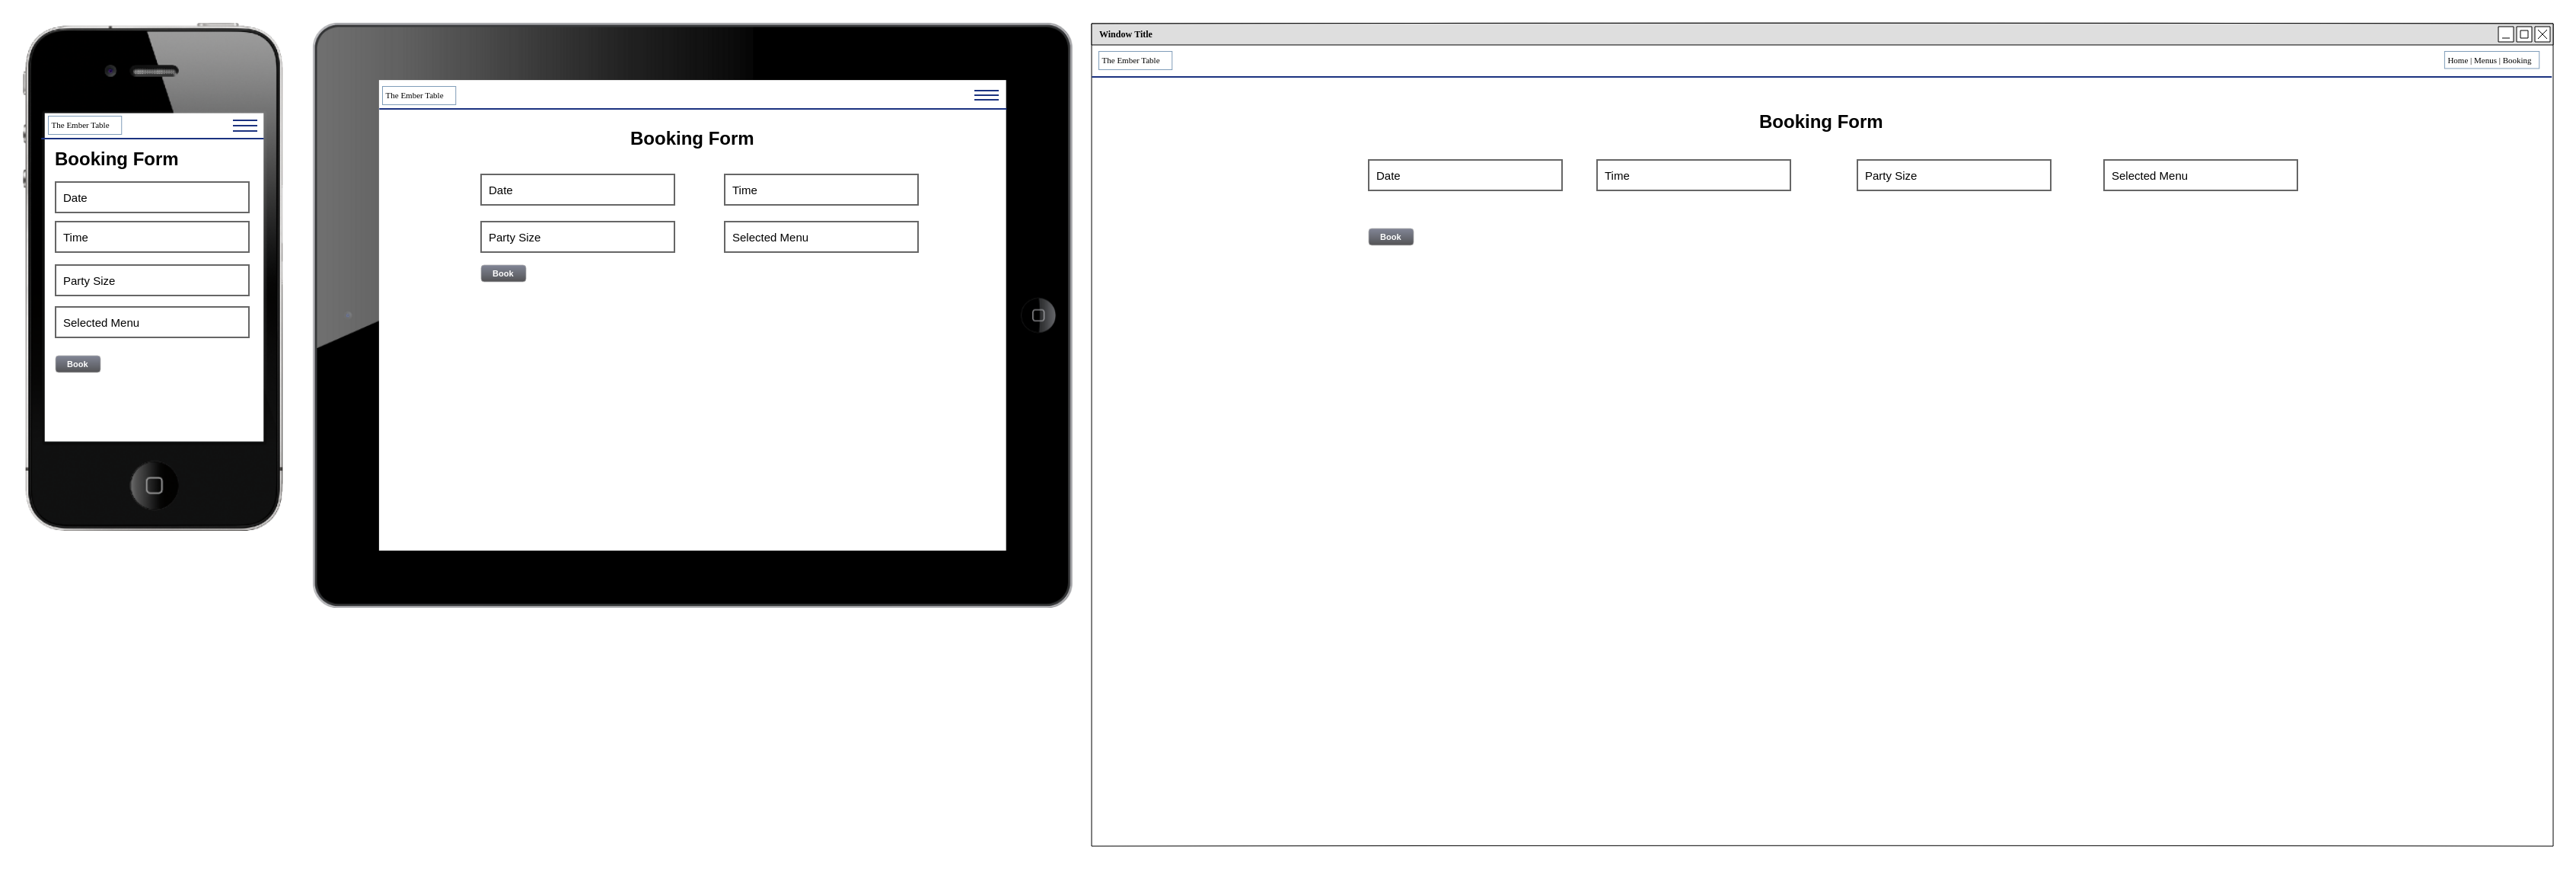 The Ember Table
Booking Form
Date
Time
Party Size
Selected Menu
Book
The Ember Table
Booking Form
Date
Time
Party Size
Selected Menu
Book
Window Title
The Ember Table
Home | Menus | Booking
Booking Form
Date
Time
Party Size
Selected Menu
Book